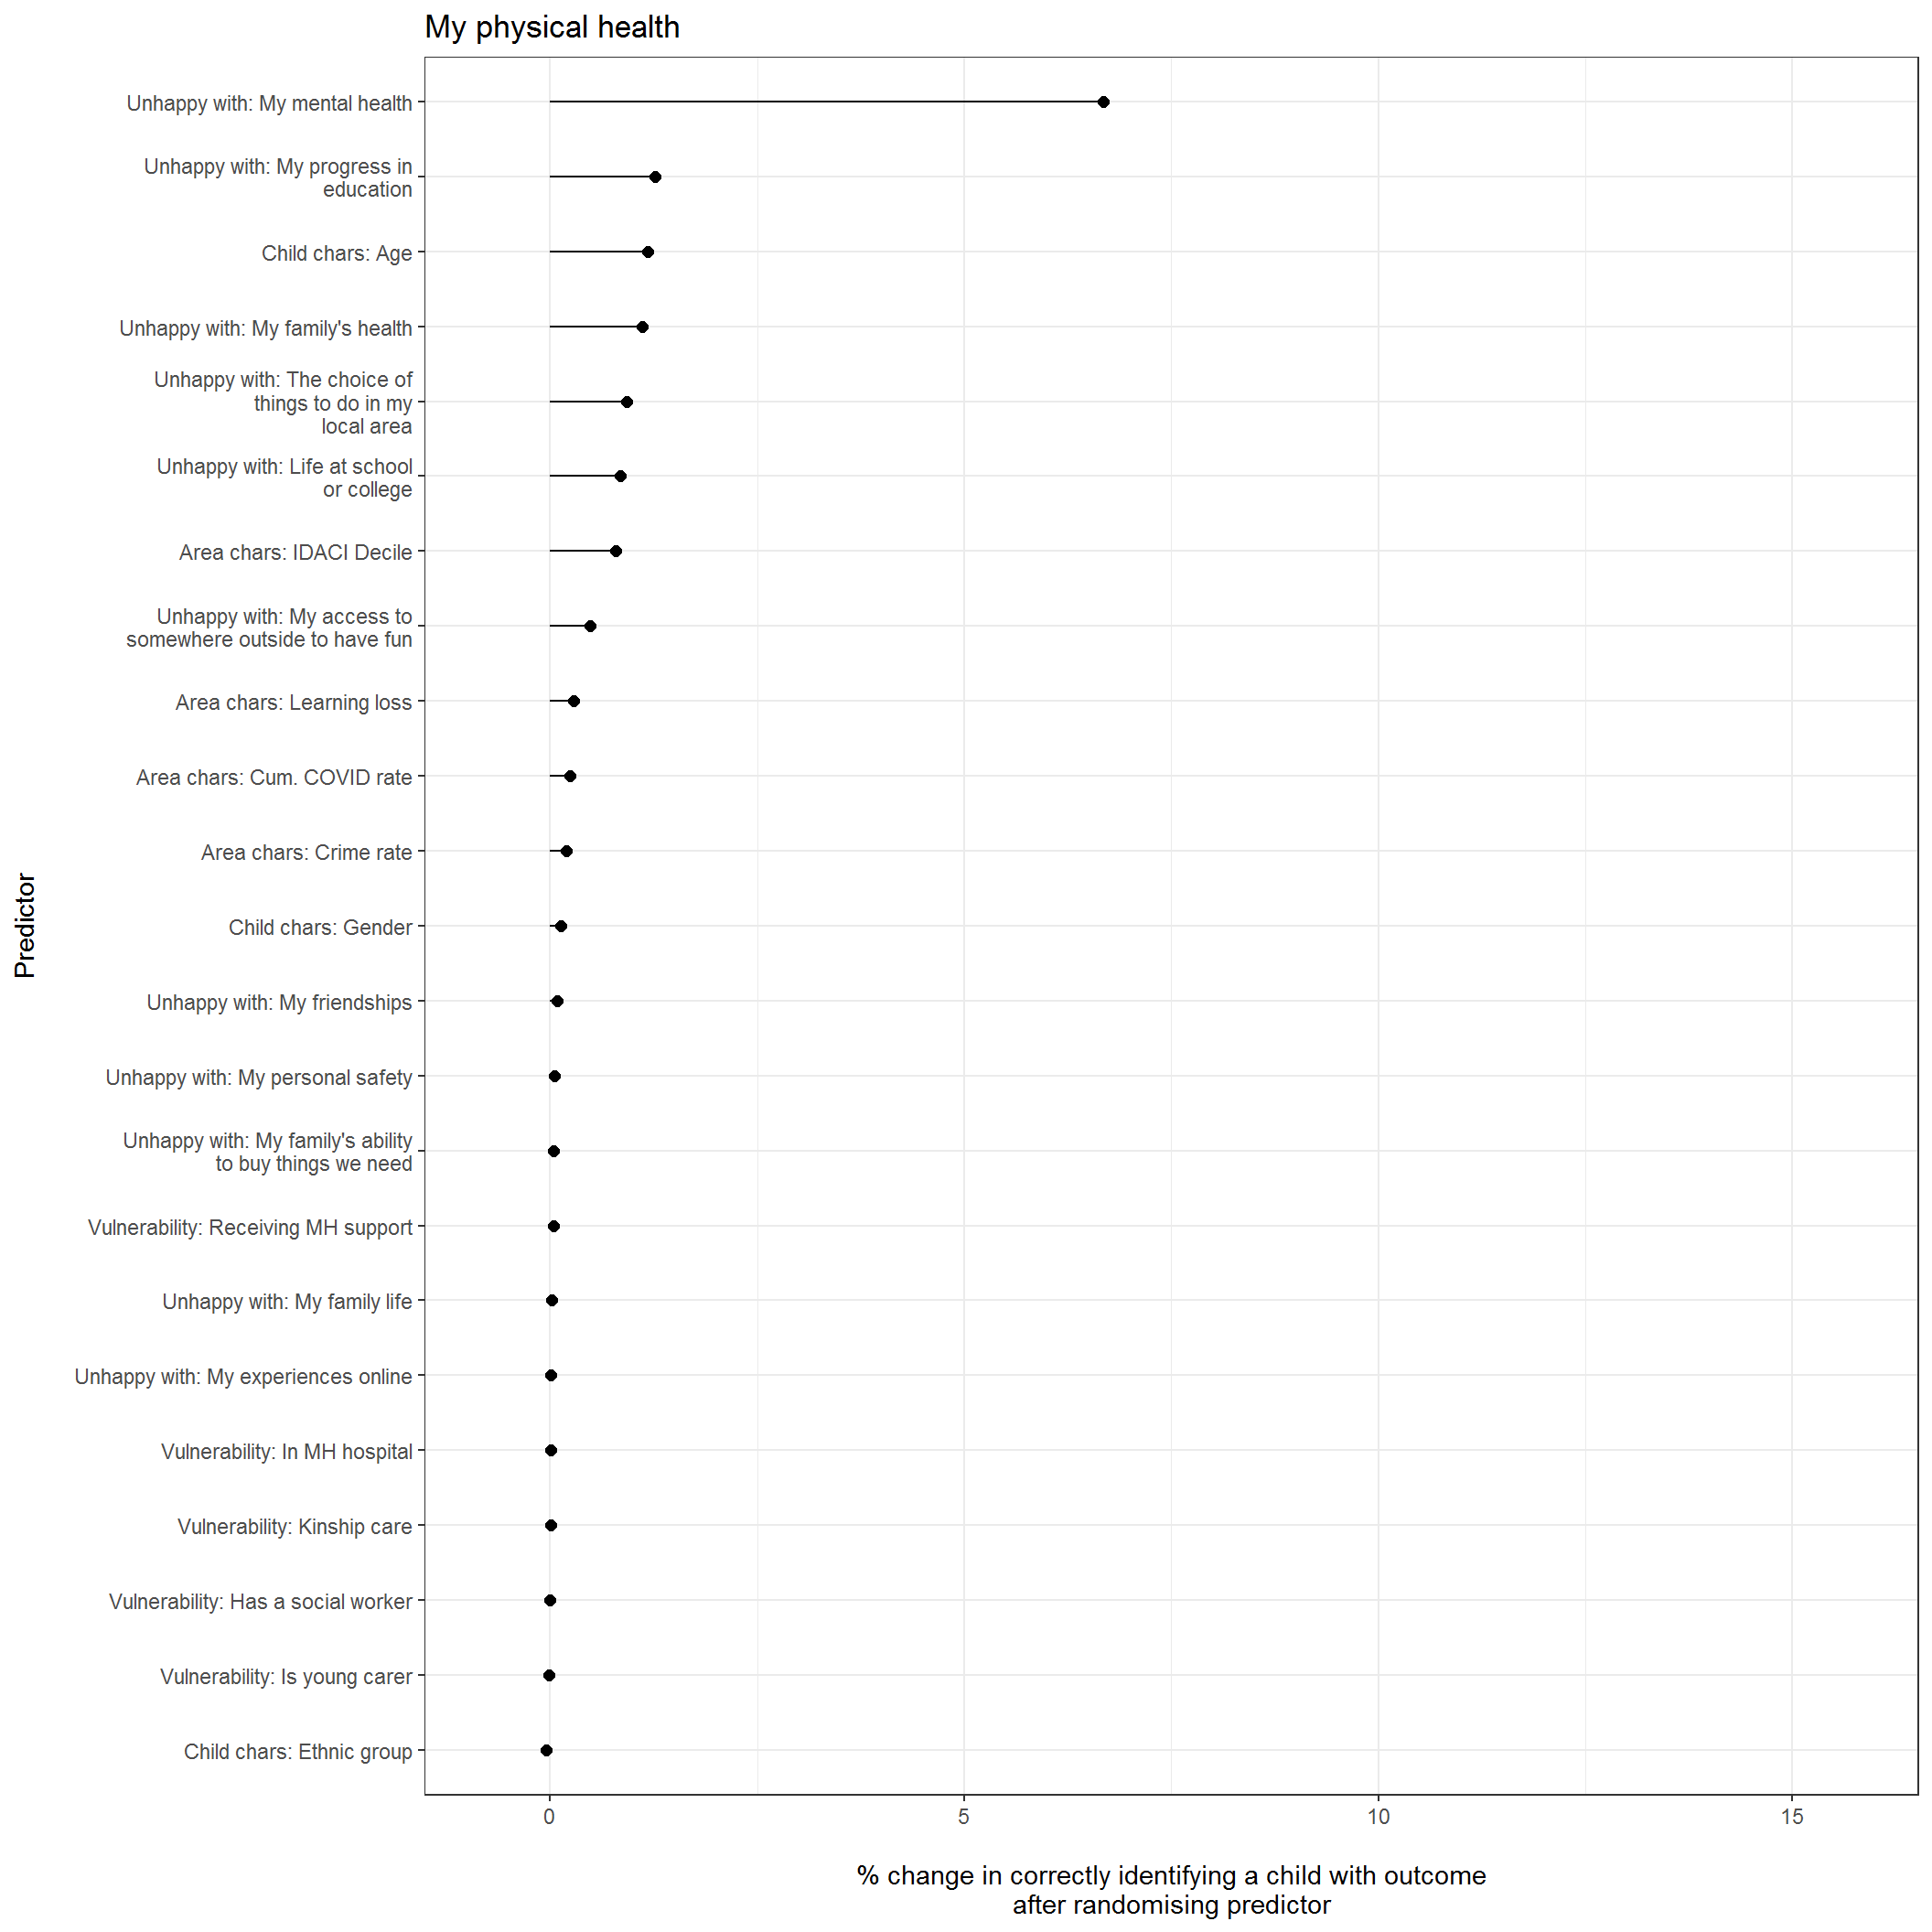 My physical health
Unhappy with: My mental health
Unhappy with: My progress in
education
Child chars: Age
Unhappy with: My family's health
Unhappy with: The choice of
things to do in my
local area
Unhappy with: Life at school
or college
Area chars: IDACI Decile
Unhappy with: My access to
somewhere outside to have fun
Area chars: Learning loss
Area chars: Cum. COVID rate
Area chars: Crime rate
Child chars: Gender
Unhappy with: My friendships
Unhappy with: My personal safety
Unhappy with: My family's ability
to buy things we need
Vulnerability: Receiving MH support
Unhappy with: My family life
Unhappy with: My experiences online
Vulnerability: In MH hospital
Vulnerability: Kinship care
Vulnerability: Has a social worker
Vulnerability: Is young carer
Child chars: Ethnic group
Predictor
0 5 10 15
% change in correctly identifying a child with outcome
after randomising predictor